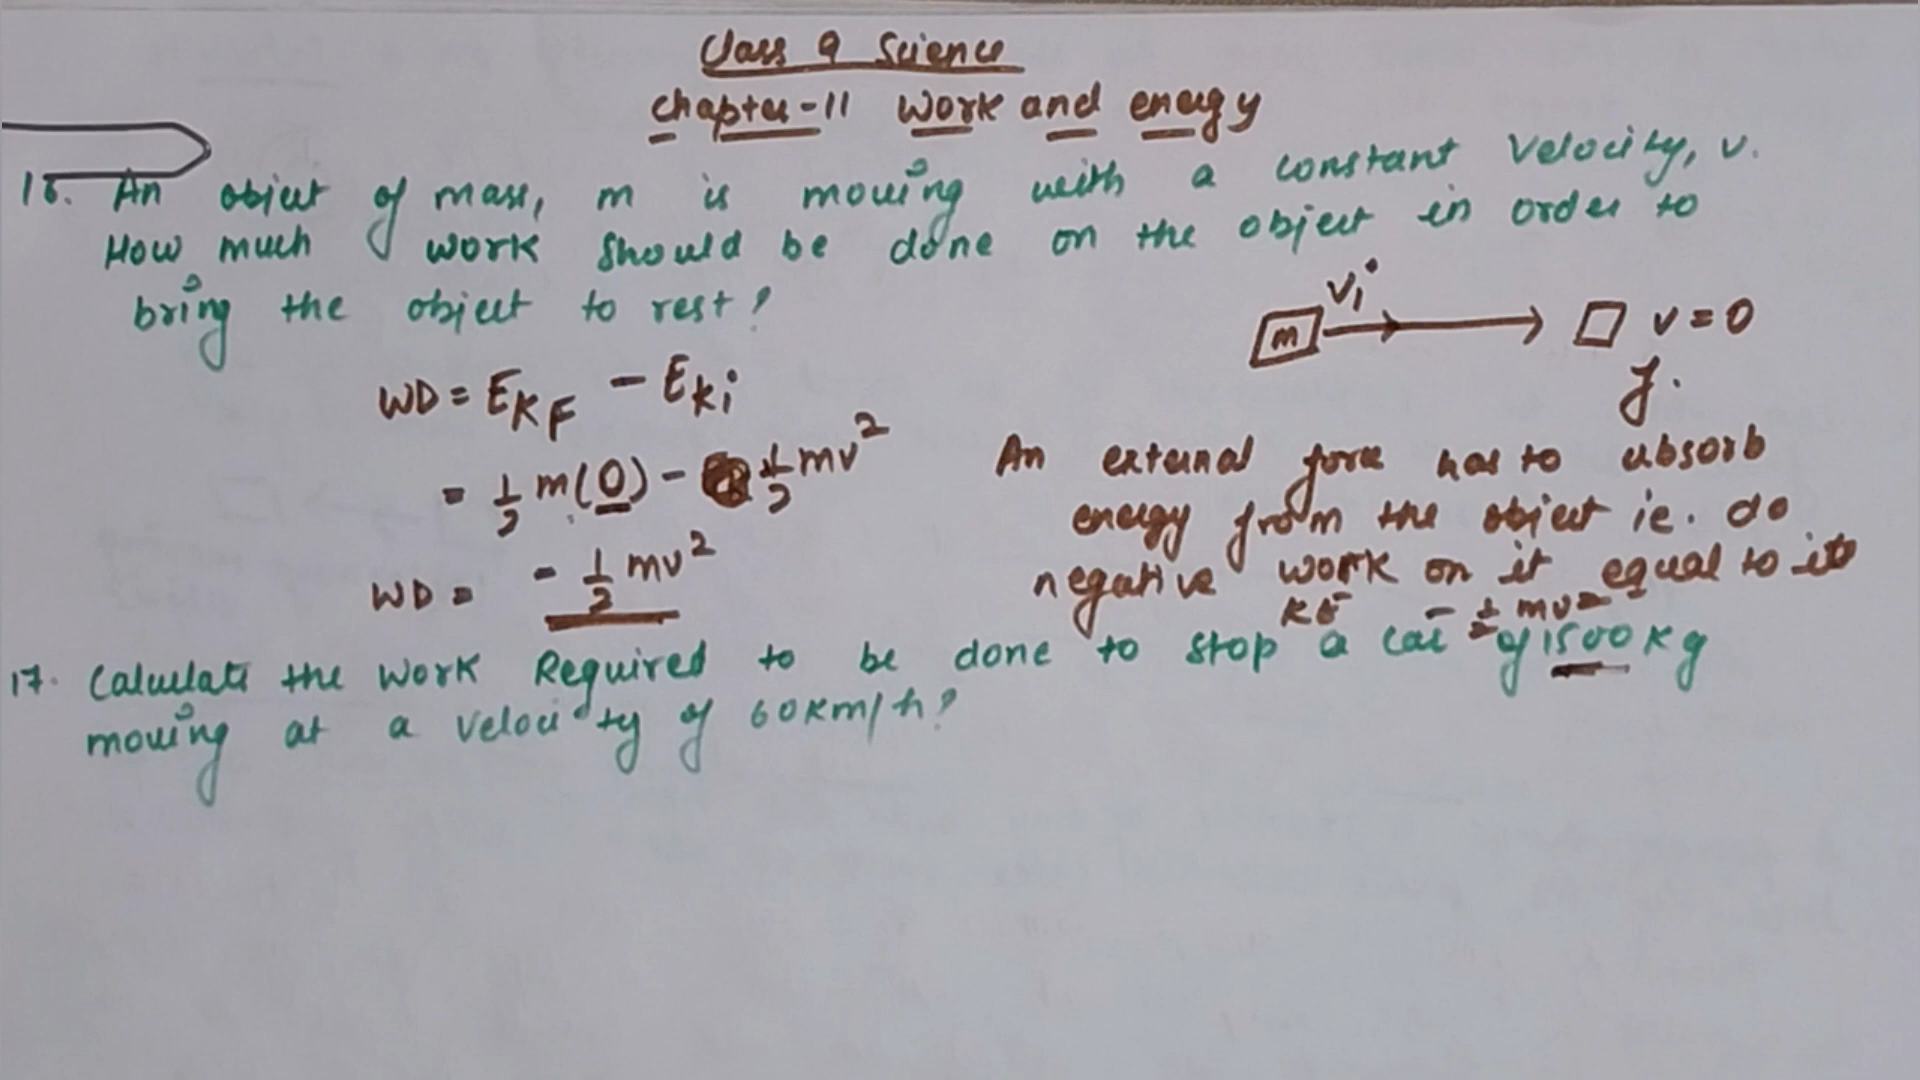 Class 9 Science
Chapter-11 Work and energy
16. An object of mass, m is moving with a constant velocity, v.
How much work should be done on the object in order to
bring the object to rest?
m vi v=0
f.
WD = EKF - EKi
= 1/2 m(0) - 1/2 mv²
WD = - 1/2 mv²
An external force has to absorb
energy from the object ie. do
negative work on it equal to its
KE - 1/2 mv²
17. Calculate the work Required to be done to stop a car of 1500 kg
moving at a velocity of 60 km/h?